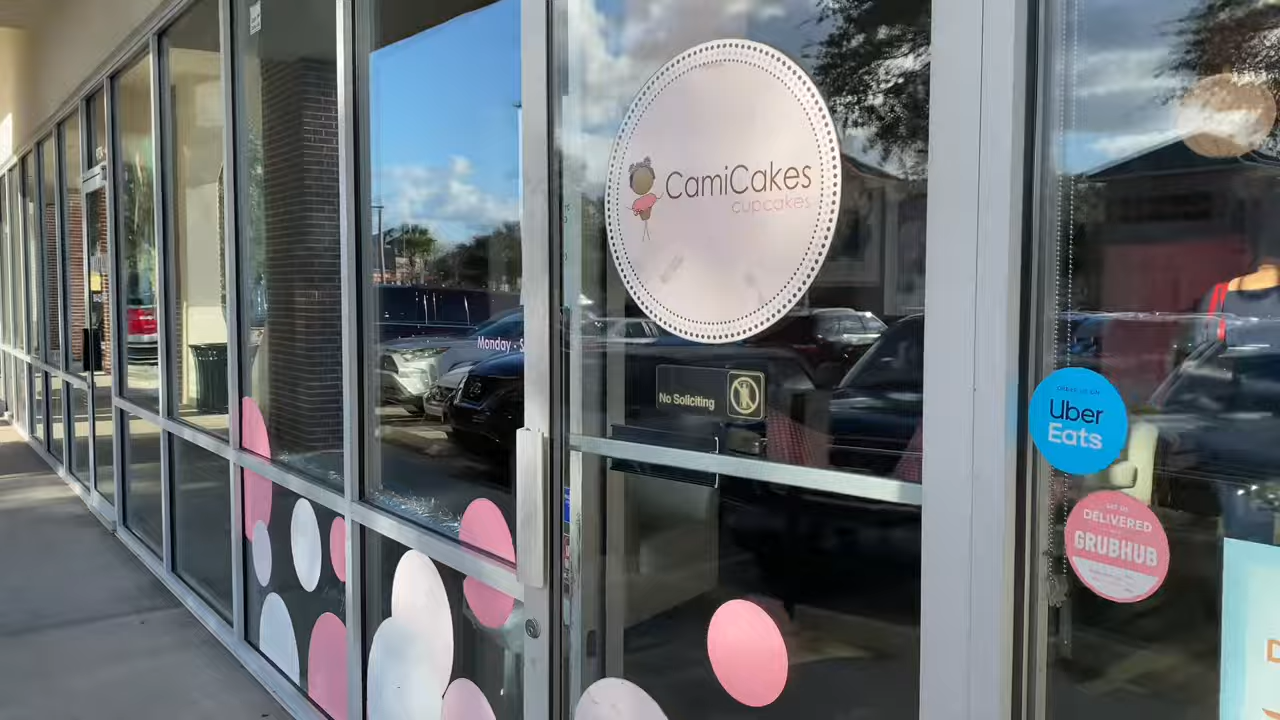 CamiCakes
cupcakes
Monday - S
No Soliciting
Uber
Eats
DELIVERED
GRUBHUB
D